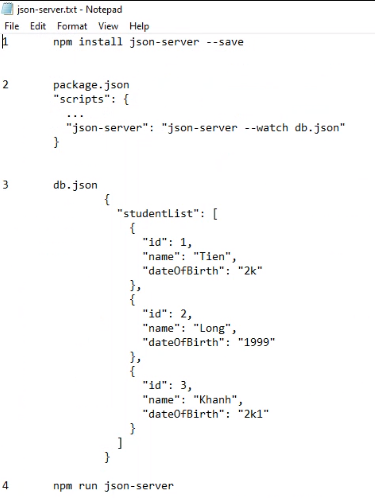 json-server.txt - Notepad
File Edit Format View Help
1 npm install json-server --save
2 package.json
"scripts": {
...
"json-server": "json-server --watch db.json"
}
3 db.json
{
"studentList": [
{
"id": 1,
"name": "Tien",
"dateOfBirth": "2k"
},
{
"id": 2,
"name": "Long",
"dateOfBirth": "1999"
},
{
"id": 3,
"name": "Khanh",
"dateOfBirth": "2k1"
}
]
}
4 npm run json-server